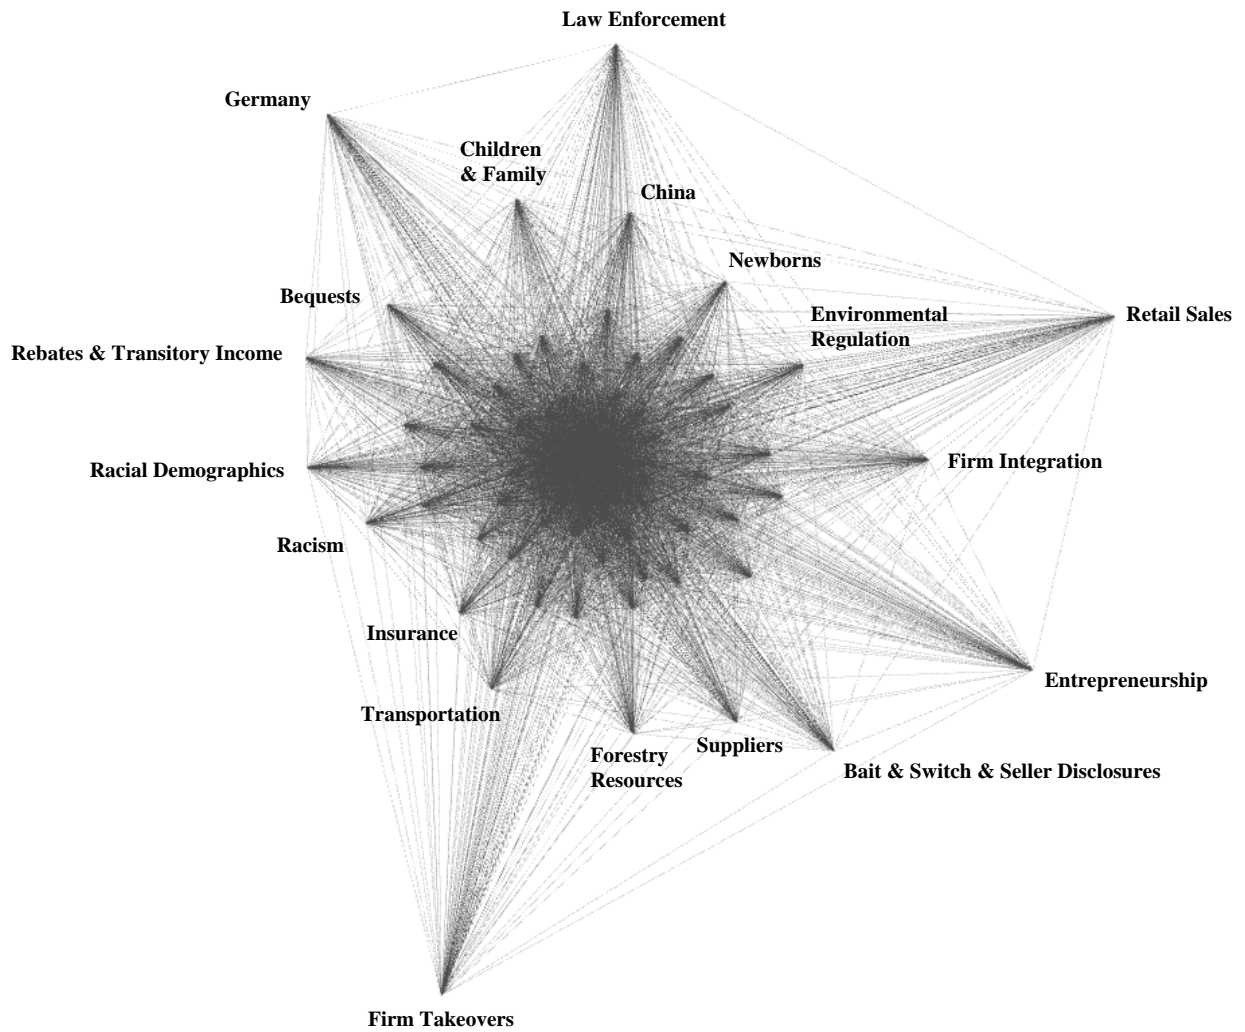 Law Enforcement
Germany
Children
& Family
China
Newborns
Bequests
Environmental
Regulation
Retail Sales
Rebates & Transitory Income
Firm Integration
Racial Demographics
Racism
Insurance
Entrepreneurship
Transportation
Suppliers
Forestry
Resources
Bait & Switch & Seller Disclosures
Firm Takeovers